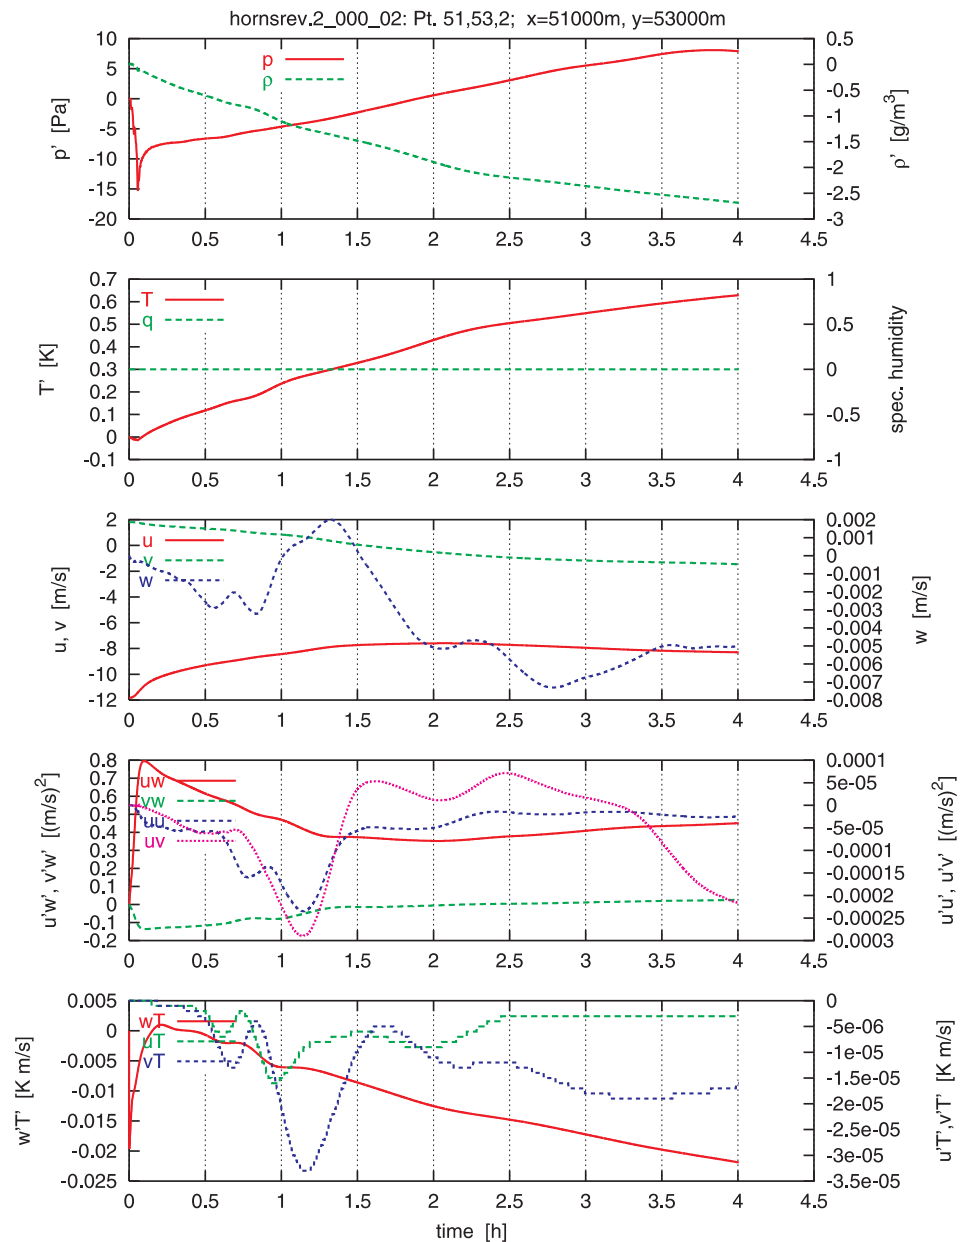 hornsrev.2_000_02: Pt. 51,53,2; x=51000m, y=53000m
p' [Pa]
10
5
0
-5
-10
-15
-20
p
ρ
0.5
0
-0.5
-1
-1.5
-2
-2.5
-3
ρ' [g/m3]
0 0.5 1 1.5 2 2.5 3 3.5 4 4.5
T' [K]
0.7
0.6
0.5
0.4
0.3
0.2
0.1
0
-0.1
T
q
1
0.5
0
-0.5
-1
spec. humidity
0 0.5 1 1.5 2 2.5 3 3.5 4 4.5
u, v [m/s]
2
0
-2
-4
-6
-8
-10
-12
u
v
w
0.002
0.001
0
-0.001
-0.002
-0.003
-0.004
-0.005
-0.006
-0.007
-0.008
w [m/s]
0 0.5 1 1.5 2 2.5 3 3.5 4 4.5
u'w', v'w' [(m/s)2]
0.8
0.7
0.6
0.5
0.4
0.3
0.2
0.1
0
-0.1
-0.2
uw
vw
uu
uv
0.0001
5e-05
0
-5e-05
-0.0001
-0.00015
-0.0002
-0.00025
-0.0003
u'u', u'v' [(m/s)2
0 0.5 1 1.5 2 2.5 3 3.5 4 4.5
w'T' [K m/s]
0.005
0
-0.005
-0.01
-0.015
-0.02
-0.025
wT
uT
vT
0
-5e-06
-1e-05
-1.5e-05
-2e-05
-2.5e-05
-3e-05
-3.5e-05
u'T',v'T' [K m/s]
0 0.5 1 1.5 2 2.5 3 3.5 4 4.5
time [h]